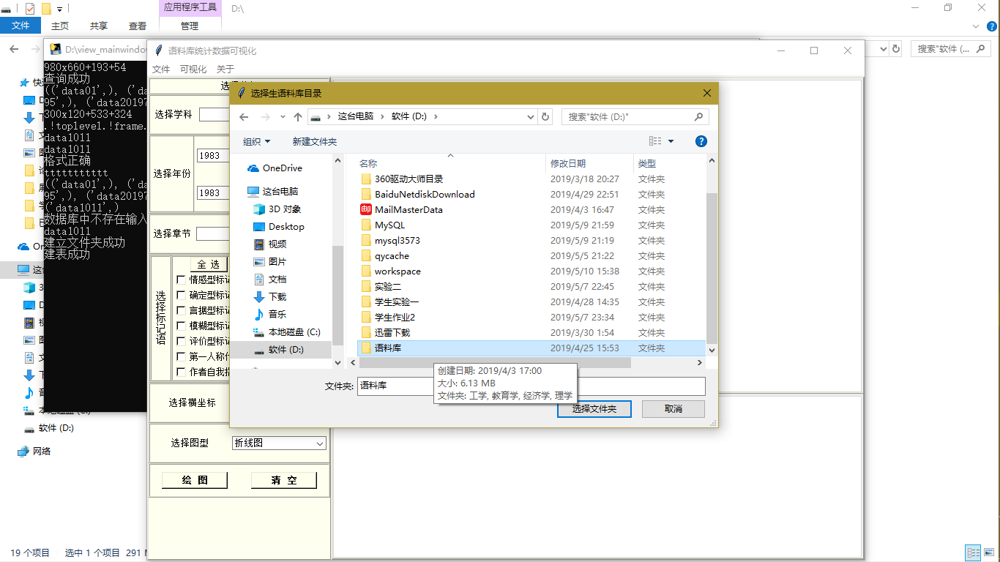 应用程序工具
D:\
文件
主页
共享
查看
管理
D:\view_mainwindow
搜索"软件 (...
语料库统计数据可视化
文件
可视化
关于
980x660+193+54
查询成功
(('data01',), ('da
95',), ('data20197
300x120+533+324
.!toplevel.!frame.
data1011
data1011
格式正确
ttttttttttt
(('data01',), ('da
95',), ('data20197
('data1011',)
数据库中不存在输入
data1011
建立文件夹成功
建表成功
选择学科
选择年份
1983
1983
选择章节
选择标记语
全 选
情感型标记
确定型标记
言据型标记
模糊型标记
评价型标记
第一人称代
作者自我提
选择横坐标
选择图型
折线图
绘 图
清 空
选择生语料库目录
这台电脑
软件 (D:)
搜索"软件 (D:)"
组织
新建文件夹
OneDrive
这台电脑
3D 对象
Desktop
视频
图片
文档
下载
音乐
本地磁盘 (C:)
软件 (D:)
名称
修改日期
类型
360驱动大师目录
2019/3/18 20:27
文件夹
BaiduNetdiskDownload
2019/4/29 22:51
文件夹
MailMasterData
2019/4/3 16:47
文件夹
MySQL
2019/5/9 21:59
文件夹
mysql3573
2019/5/9 21:19
文件夹
qycache
2019/5/5 21:22
文件夹
workspace
2019/5/10 15:38
文件夹
实验二
2019/5/7 22:45
文件夹
学生实验一
2019/4/28 14:35
文件夹
学生作业2
2019/5/7 23:34
文件夹
迅雷下载
2019/3/30 1:54
文件夹
语料库
2019/4/25 15:53
文件夹
创建日期: 2019/4/3 17:00
大小: 6.13 MB
文件夹: 工学, 教育学, 经济学, 理学
文件夹:
语料库
选择文件夹
取消
软件 (D:)
网络
19 个项目
选中 1 个项目
291 M